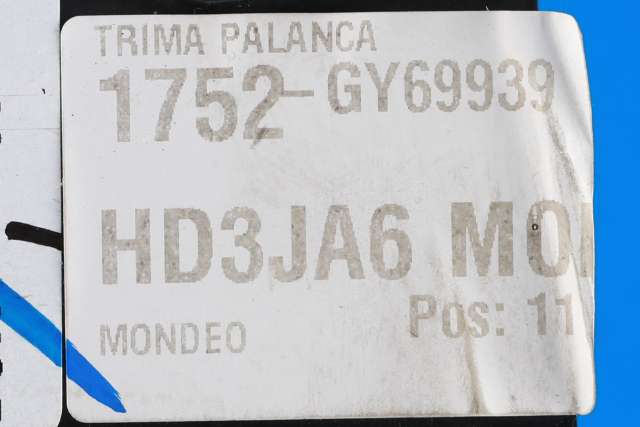 TRIMA PALANCA
1752-GY69939
HD3JA6 MO
Pos: 11
MONDEO